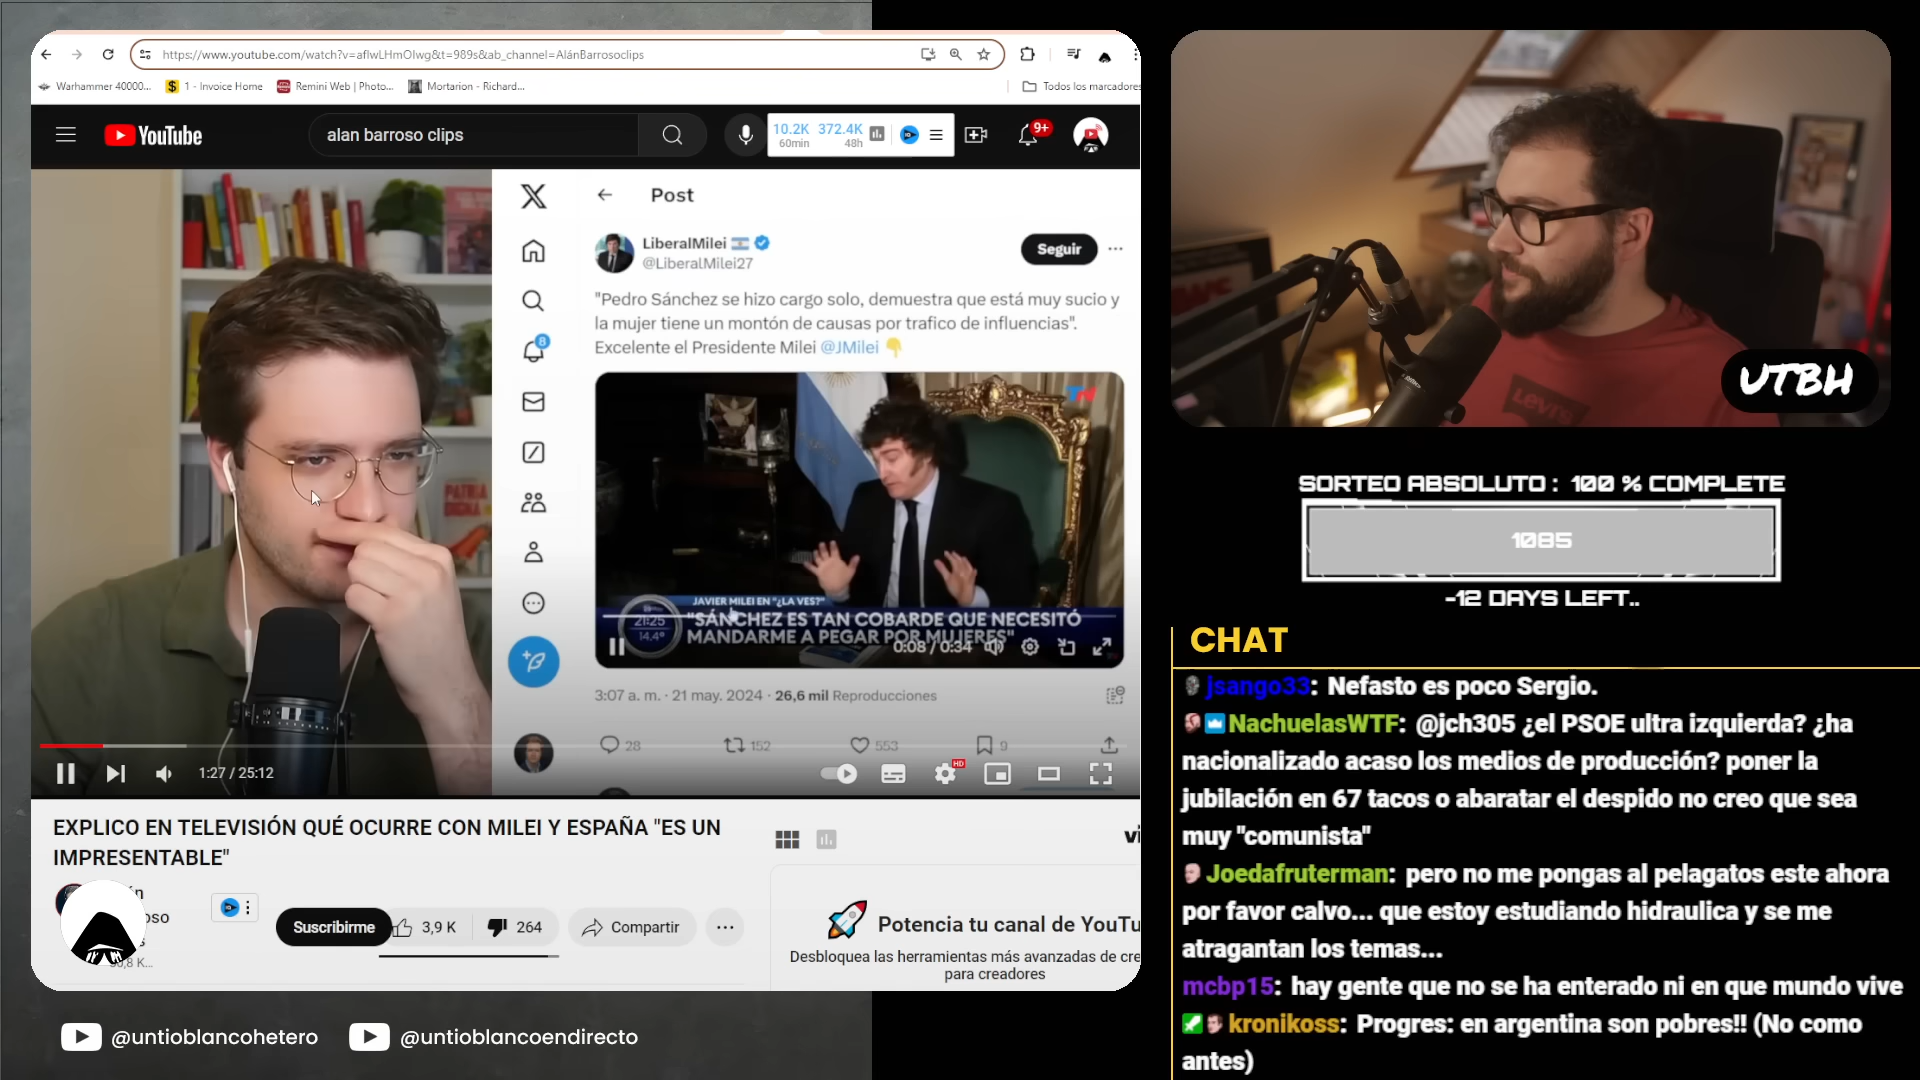 https://www.youtube.com/watch?v=aflwLHmOlwg&t=989s&ab_channel=AlánBarrosoclips
Warhammer 40000...
1 - Invoice Home
Remini Web | Photo...
Mortarion - Richard...
Todos los marcadores
YouTube
alan barroso clips
10.2K 372.4K
60min 48h
9+
Post
LiberalMilei
@LiberalMilei27
Seguir
"Pedro Sánchez se hizo cargo solo, demuestra que está muy sucio y
la mujer tiene un montón de causas por trafico de influencias".
Excelente el Presidente Milei @JMilei
8
PATRIA
DIGNA
JAVIER MILEI EN "¿LA VES?"
21:25
14,4°
"SÁNCHEZ ES TAN COBARDE QUE NECESITÓ
MANDARME A PEGAR POR MUJERES"
0:08 / 0:34
3:07 a. m. · 21 may. 2024 · 26,6 mil Reproducciones
28
152
553
9
1:27 / 25:12
HD
EXPLICO EN TELEVISIÓN QUÉ OCURRE CON MILEI Y ESPAÑA "ES UN
IMPRESENTABLE"
Suscribirme
3,9 K
264
Compartir
Potencia tu canal de YouTu
Desbloquea las herramientas más avanzadas de cre
para creadores
@untioblancohetero
@untioblancoendirecto
Levi's
UTBH
SORTEO ABSOLUTO : 100 % COMPLETE
1085
-12 DAYS LEFT..
CHAT
jsango33: Nefasto es poco Sergio.
NachuelasWTF: @jch305 ¿el PSOE ultra izquierda? ¿ha
nacionalizado acaso los medios de producción? poner la
jubilación en 67 tacos o abaratar el despido no creo que sea
muy "comunista"
Joedafruterman: pero no me pongas al pelagatos este ahora
por favor calvo... que estoy estudiando hidraulica y se me
atragantan los temas...
mcbp15: hay gente que no se ha enterado ni en que mundo vive
kronikoss: Progres: en argentina son pobres!! (No como
antes)